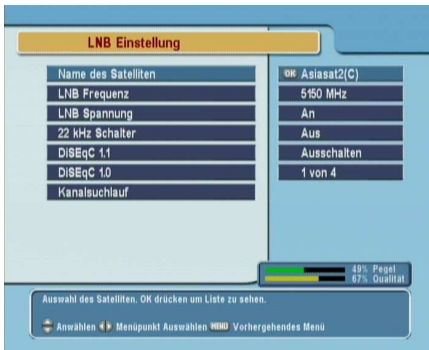 LNB Einstellung
Name des Satelliten OK Asiasat2(C)
LNB Frequenz 5150 MHz
LNB Spannung An
22 kHz Schalter Aus
DiSEqC 1.1 Ausschalten
DiSEqC 1.0 1 von 4
Kanalsuchlauf
49% Pegel
67% Qualität
Auswahl des Satelliten. OK drücken um Liste zu sehen.
Anwählen Menüpunkt Auswählen MENU Vorhergehendes Menü